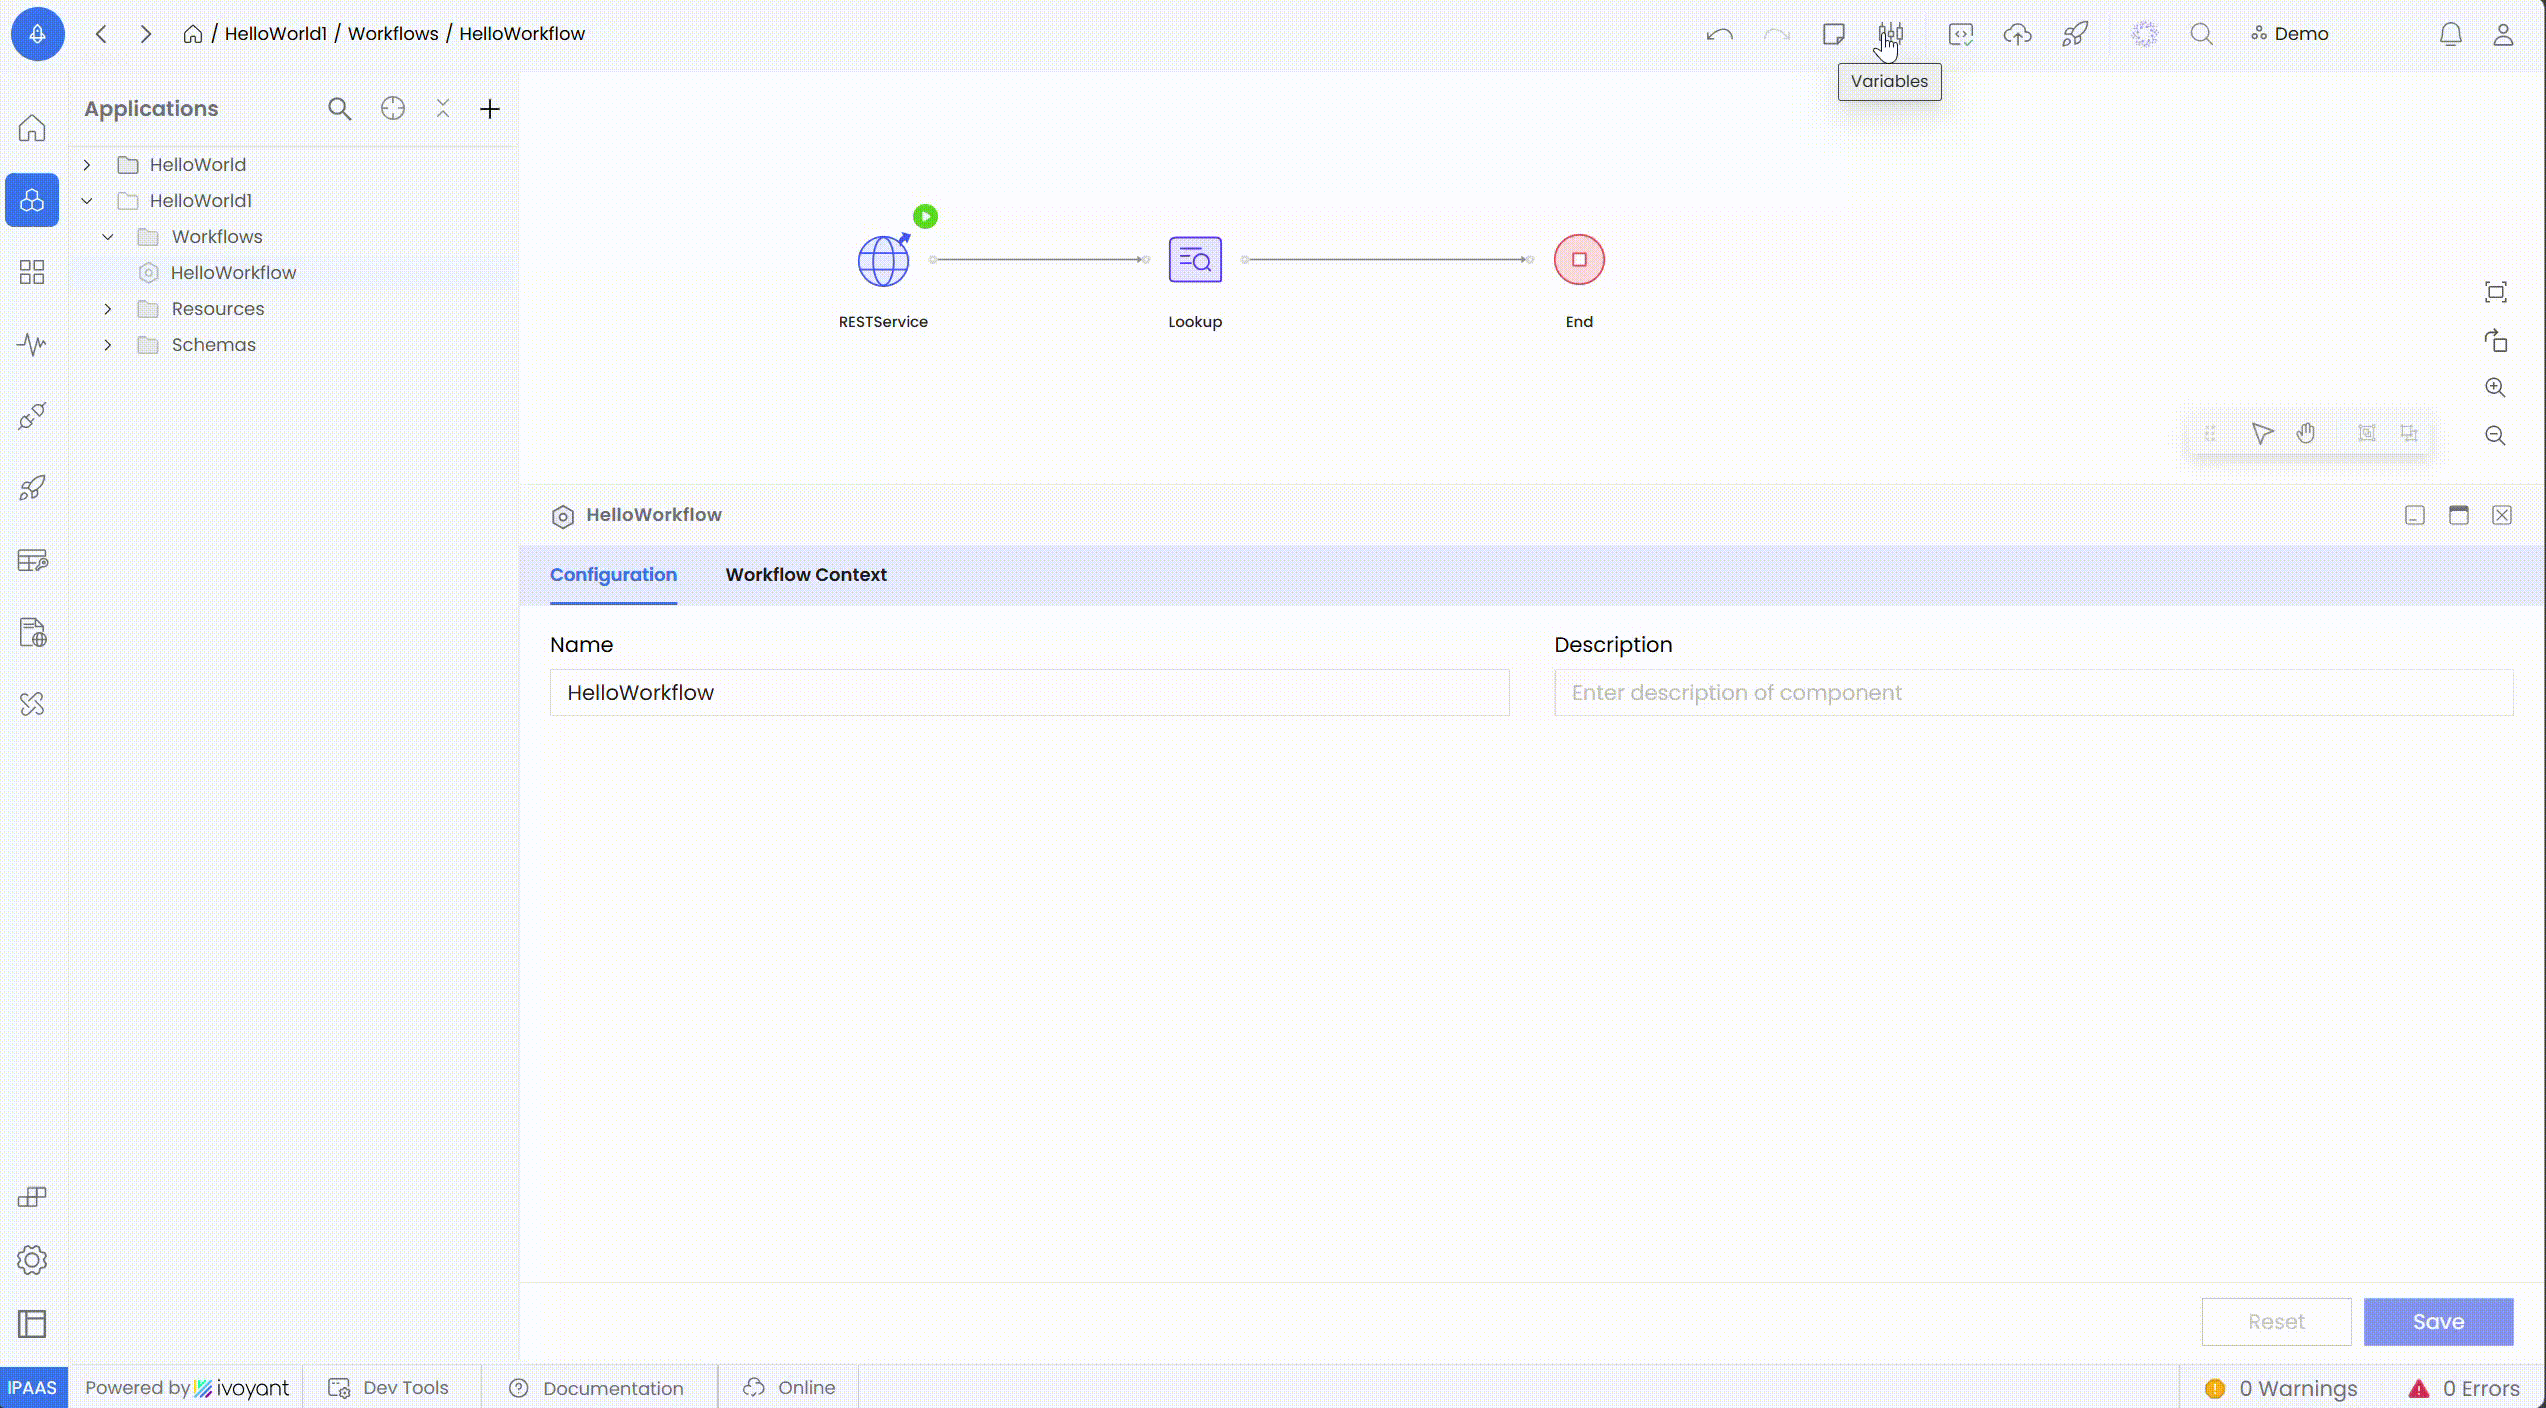 / HelloWorld1 / Workflows / HelloWorkflow
Demo
Variables
Applications
HelloWorld
HelloWorld1
Workflows
HelloWorkflow
Resources
Schemas
RESTService
Lookup
End
HelloWorkflow
Configuration
Workflow Context
Name
Description
HelloWorkflow
Enter description of component
Reset
Save
IPAAS
Powered by ivoyant
Dev Tools
Documentation
Online
0 Warnings
0 Errors